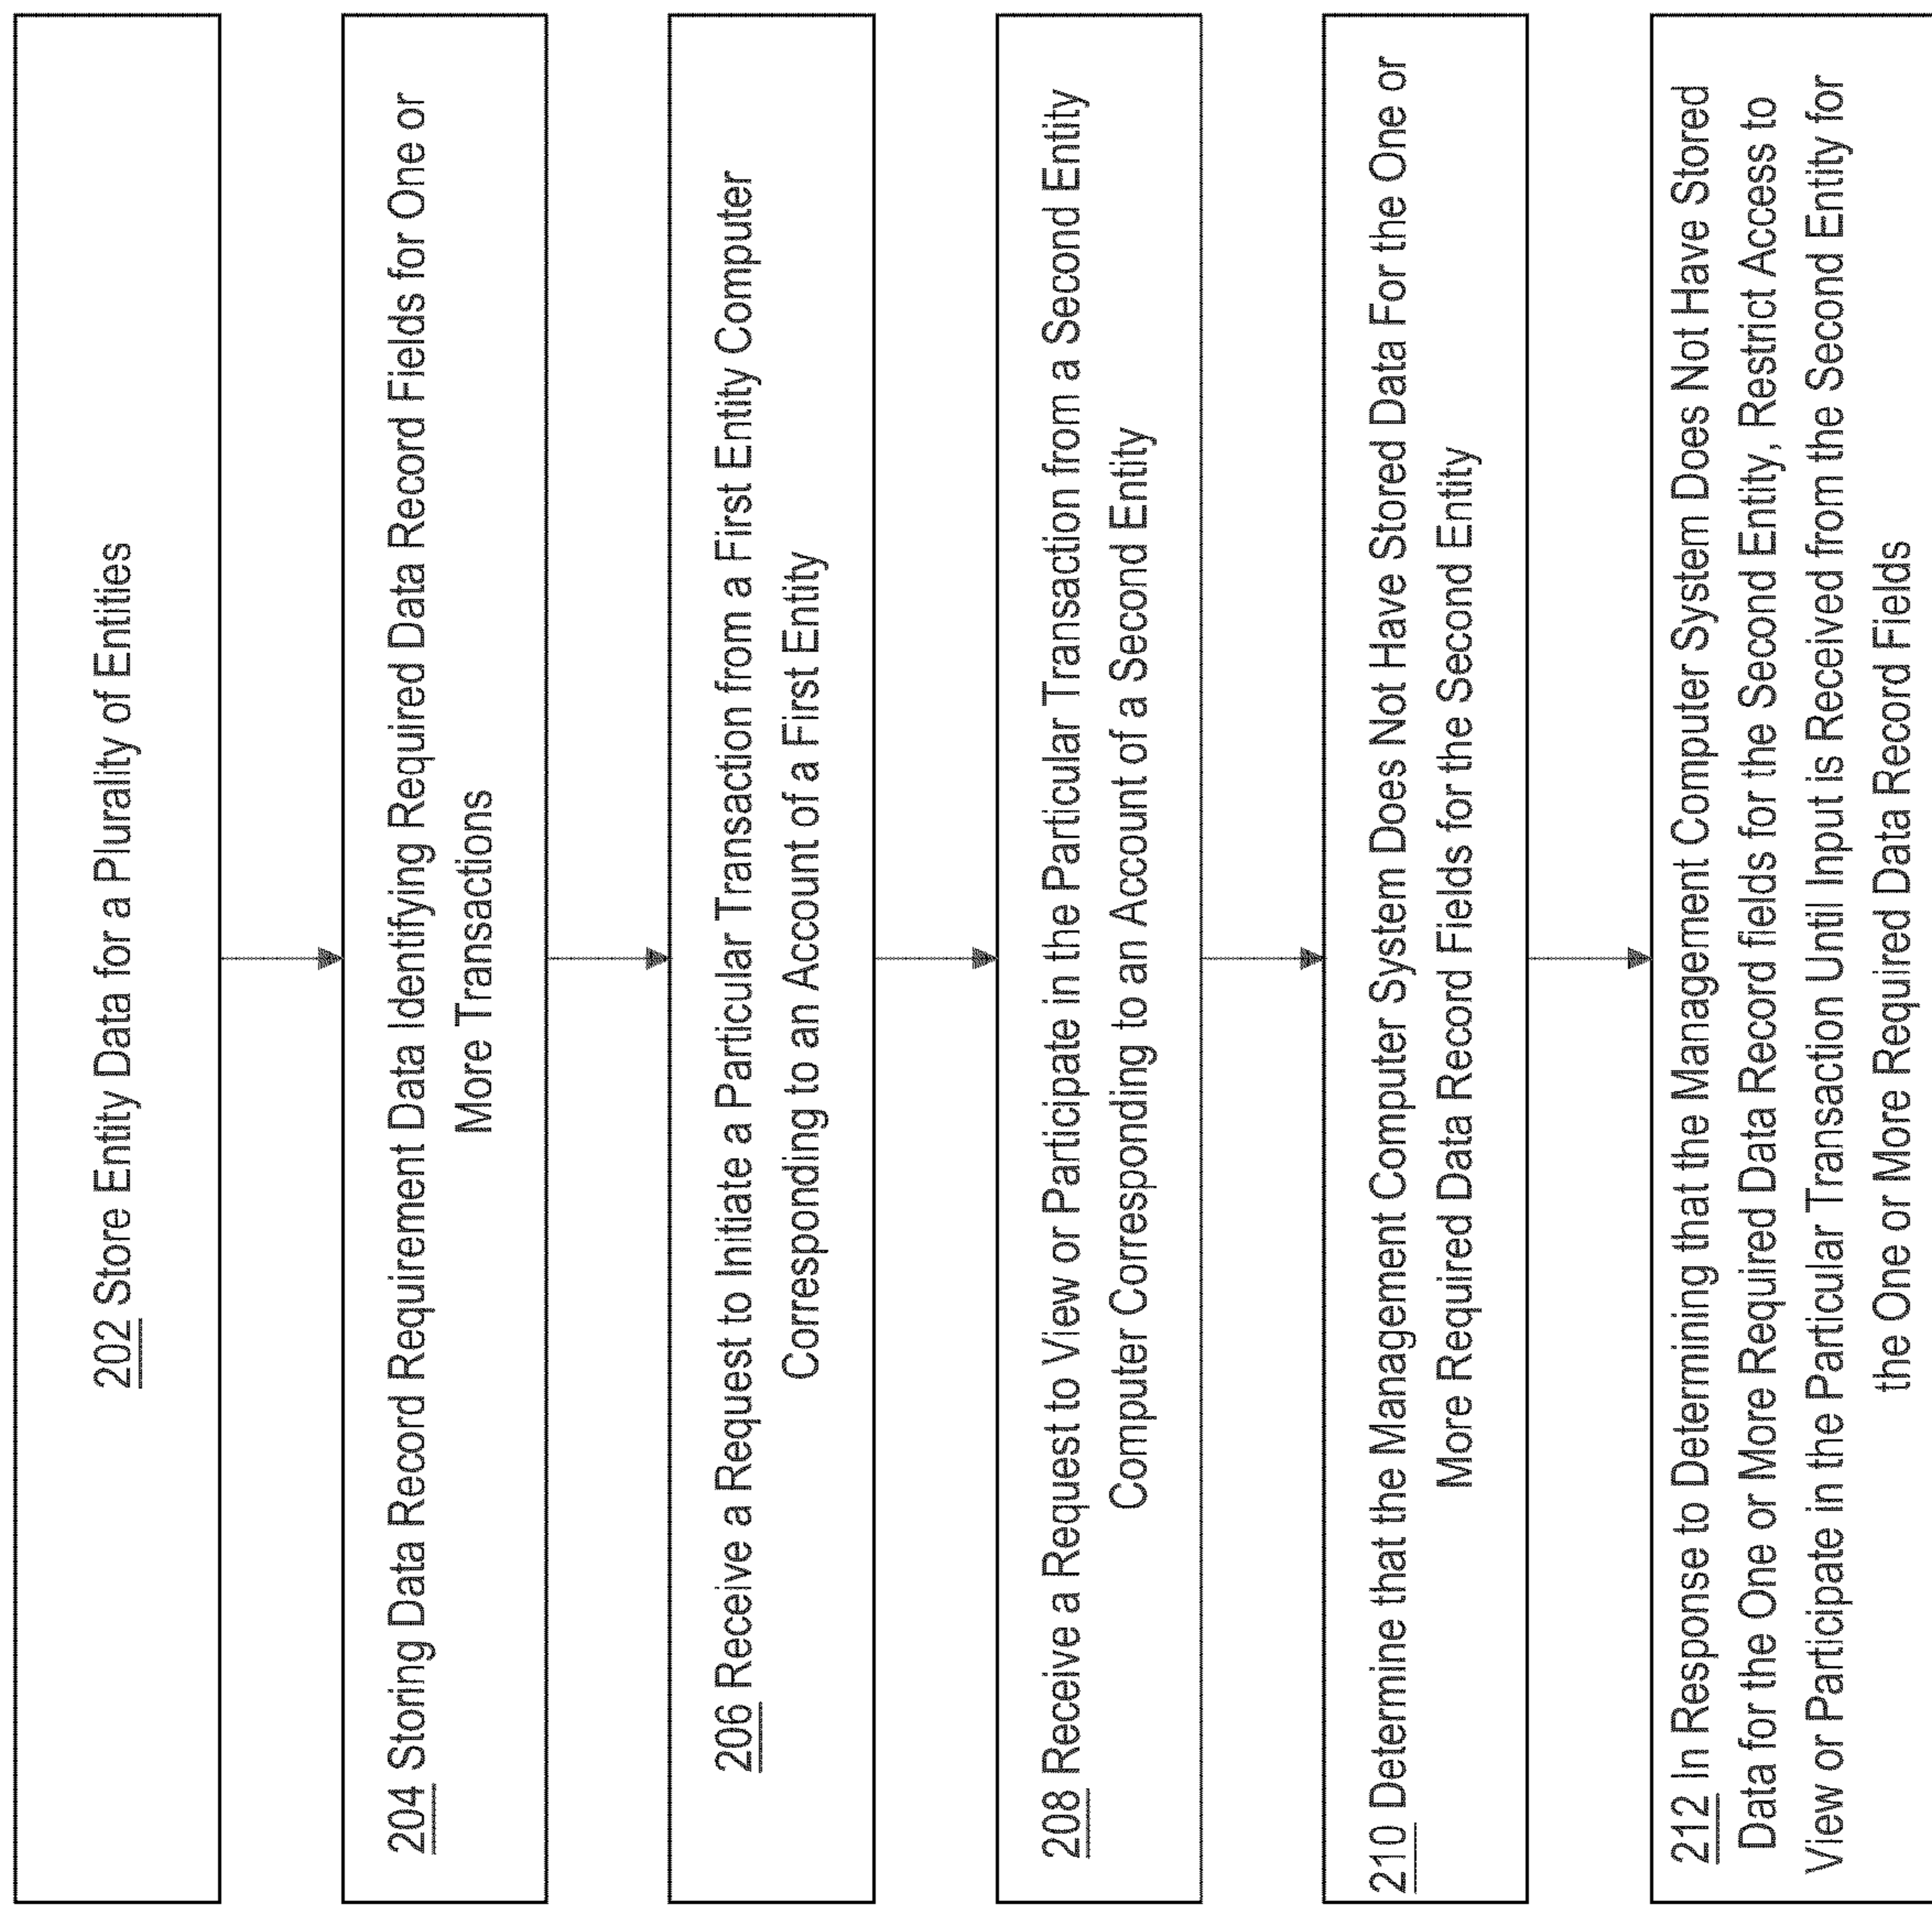 202 Store Entity Data for a Plurality of Entities
204 Storing Data Record Requirement Data Identifying Required Data Record Fields for One or
More Transactions
206 Receive a Request to Initiate a Particular Transaction from a First Entity Computer
Corresponding to an Account of a First Entity
208 Receive a Request to View or Participate in the Particular Transaction from a Second Entity
Computer Corresponding to an Account of a Second Entity
210 Determine that the Management Computer System Does Not Have Stored Data For the One or
More Required Data Record Fields for the Second Entity
212 In Response to Determining that the Management Computer System Does Not Have Stored
Data for the One or More Required Data Record fields for the Second Entity, Restrict Access to
View or Participate in the Particular Transaction Until Input is Received from the Second Entity for
the One or More Required Data Record Fields